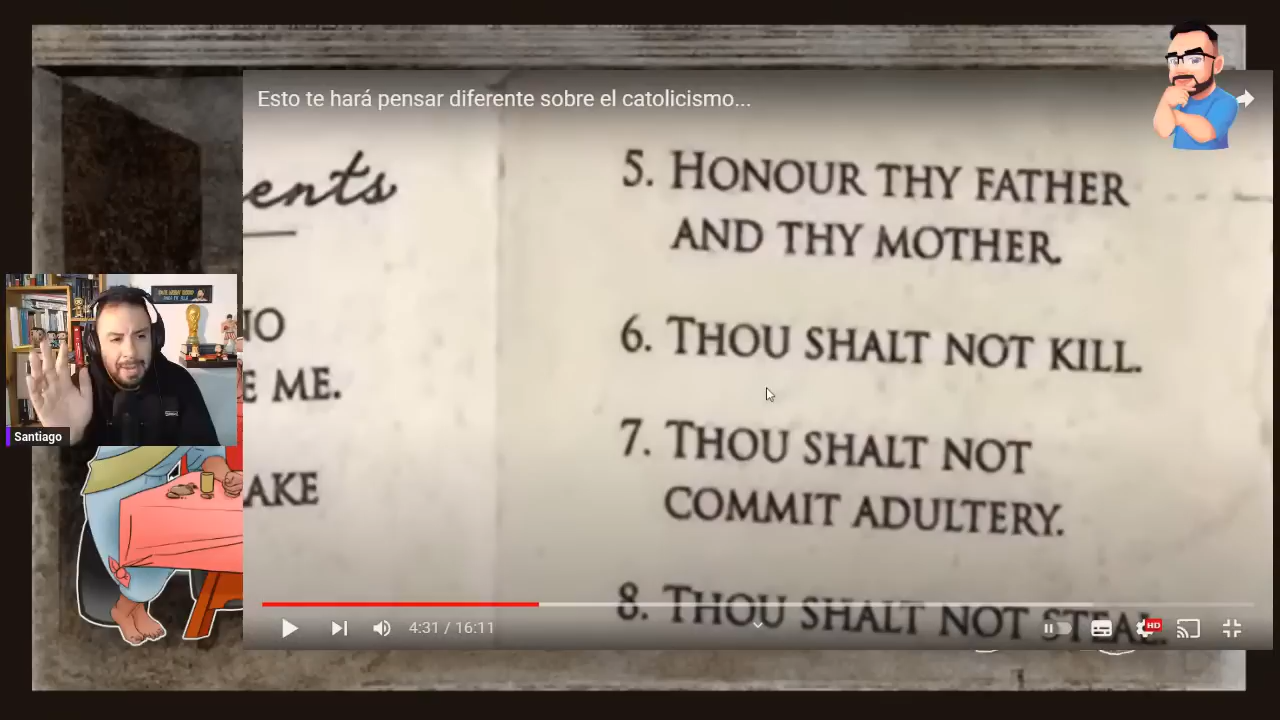 Esto te hará pensar diferente sobre el catolicismo...
ents
NO
E ME.
AKE
5. HONOUR THY FATHER
AND THY MOTHER.
6. THOU SHALT NOT KILL.
7. THOU SHALT NOT
COMMIT ADULTERY.
8. THOU SHALT NOT STEAL.
Santiago
4:31 / 16:11
HD